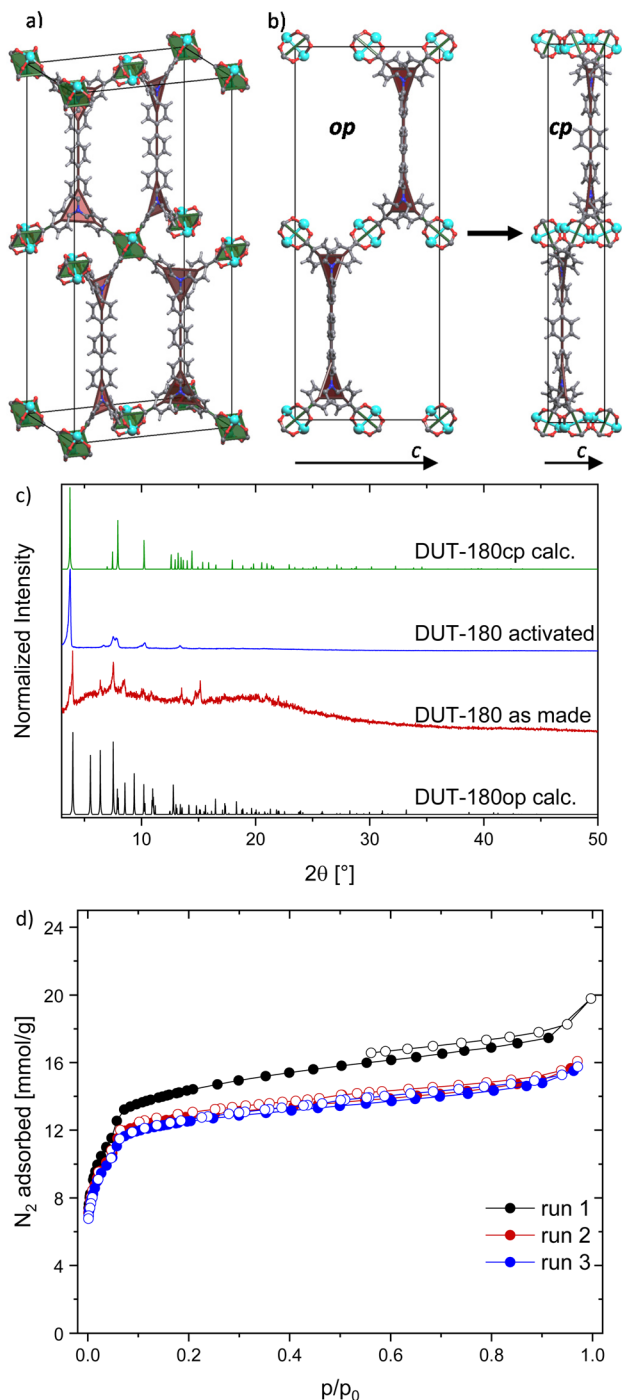 a)
b)
op
cp
c
c
c)
Normalized Intensity
DUT-180cp calc.
DUT-180 activated
DUT-180 as made
DUT-180op calc.
10 20 30 40 50
2θ [°]
d)
N₂ adsorbed [mmol/g]
24
20
16
12
8
4
0
run 1
run 2
run 3
0.0 0.2 0.4 0.6 0.8 1.0
p/p₀